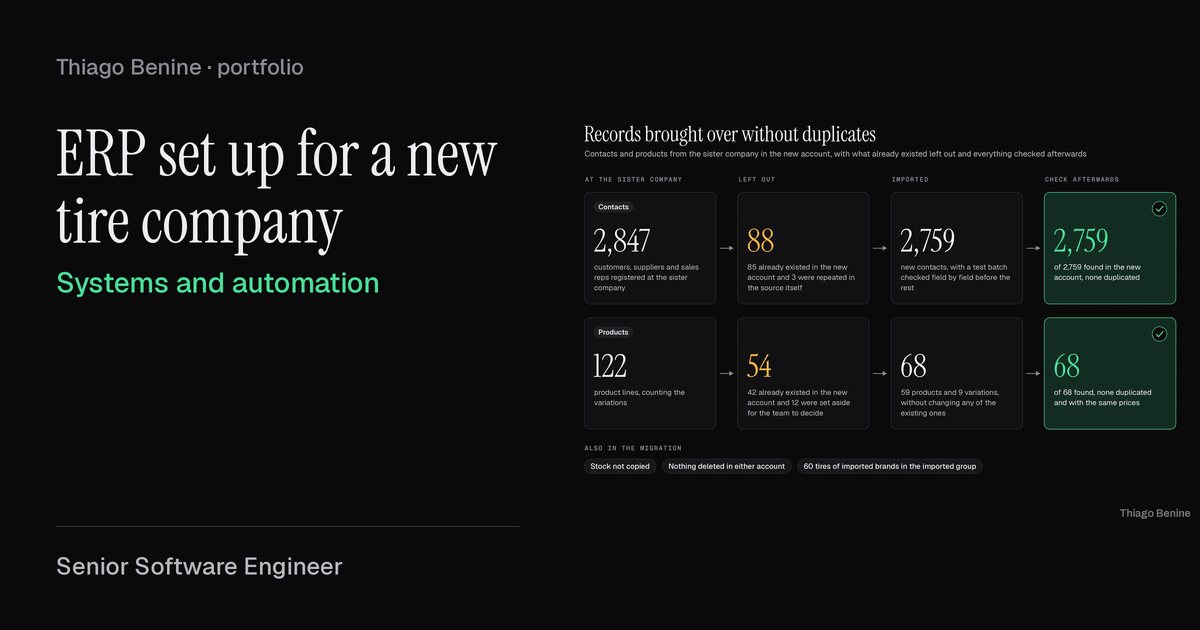 Thiago Benine · portfolio
ERP set up for a new
tire company
Systems and automation
Senior Software Engineer
Records brought over without duplicates
Contacts and products from the sister company in the new account, with what already existed left out and everything checked afterwards
AT THE SISTER COMPANY
LEFT OUT
IMPORTED
CHECK AFTERWARDS
Contacts
2,847
customers, suppliers and sales
reps registered at the sister
company
88
85 already existed in the new
account and 3 were repeated in
the source itself
2,759
new contacts, with a test batch
checked field by field before the
rest
2,759
of 2,759 found in the new
account, none duplicated
Products
122
product lines, counting the
variations
54
42 already existed in the new
account and 12 were set aside
for the team to decide
68
59 products and 9 variations,
without changing any of the
existing ones
68
of 68 found, none duplicated
and with the same prices
ALSO IN THE MIGRATION
Stock not copied
Nothing deleted in either account
60 tires of imported brands in the imported group
Thiago Benine